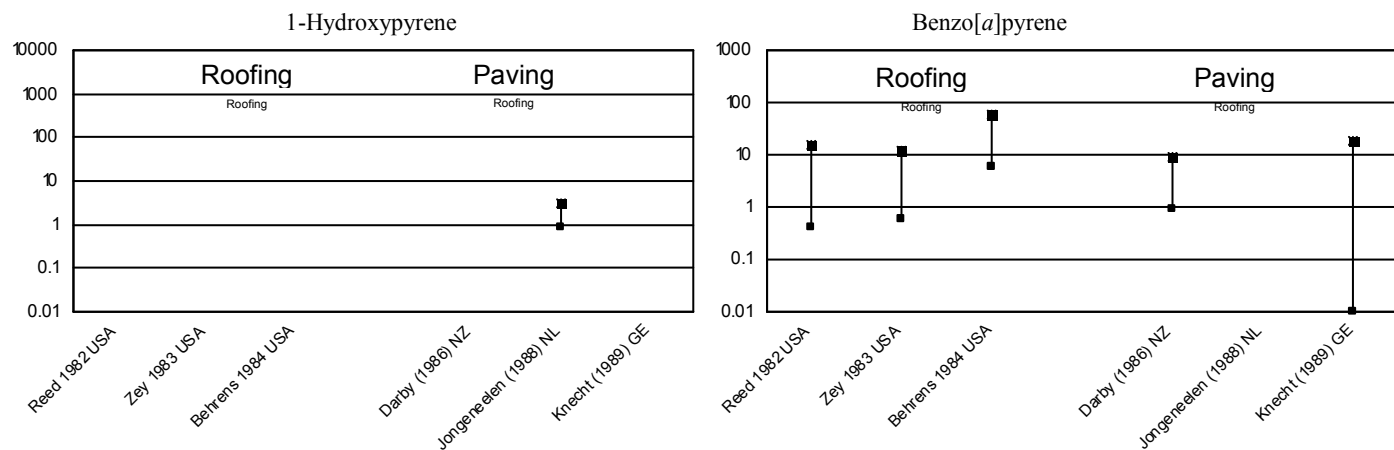 1-Hydroxypyrene
10000
1000
100
10
1
0.1
0.01
Roofing
Roofing
Paving
Roofing
Reed 1982 USA
Zey 1983 USA
Behrens 1984 USA
Darby (1986) NZ
Jongeneelen (1988) NL
Knecht (1989) GE
Benzo[a]pyrene
1000
100
10
1
0.1
0.01
Roofing
Roofing
Paving
Roofing
Reed 1982 USA
Zey 1983 USA
Behrens 1984 USA
Darby (1986) NZ
Jongeneelen (1988) NL
Knecht (1989) GE